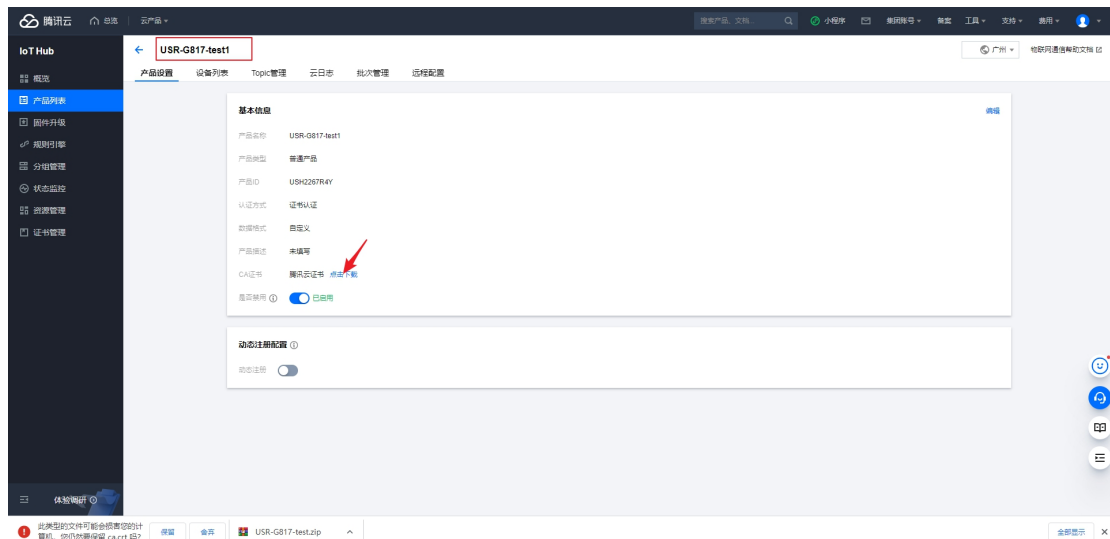 腾讯云 总览 云产品 搜索产品、文档... 小程序 集团账号 备案 工具 支持 费用
IoT Hub
USR-G817-test1
广州 物联网通信帮助文档
产品设置 设备列表 Topic管理 云日志 批次管理 远程配置
概览
产品列表
固件升级
规则引擎
分组管理
状态监控
资源管理
证书管理
基本信息 编辑
产品名称 USR-G817-test1
产品类型 普通产品
产品ID USH2267R4Y
认证方式 证书认证
数据格式 自定义
产品描述 未填写
CA证书 腾讯云证书 点击下载
是否禁用 已启用
动态注册配置
动态注册
体验调研
此类型的文件可能会损害您的计
算机。您仍然要保留 ca.crt 吗?
保留 舍弃 USR-G817-test.zip 全部显示